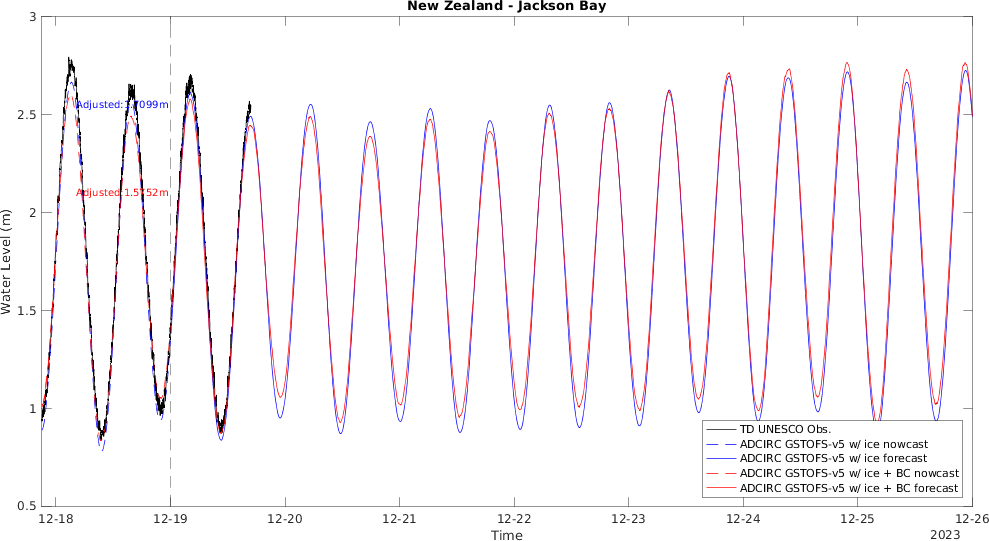 New Zealand - Jackson Bay
Water Level (m)
3
2.5
2
1.5
1
0.5
Adjusted:1.7099m
Adjusted:1.5752m
TD UNESCO Obs.
ADCIRC GSTOFS-v5 w/ ice nowcast
ADCIRC GSTOFS-v5 w/ ice forecast
ADCIRC GSTOFS-v5 w/ ice + BC nowcast
ADCIRC GSTOFS-v5 w/ ice + BC forecast
12-18 12-19 12-20 12-21 12-22 12-23 12-24 12-25 12-26
Time
2023